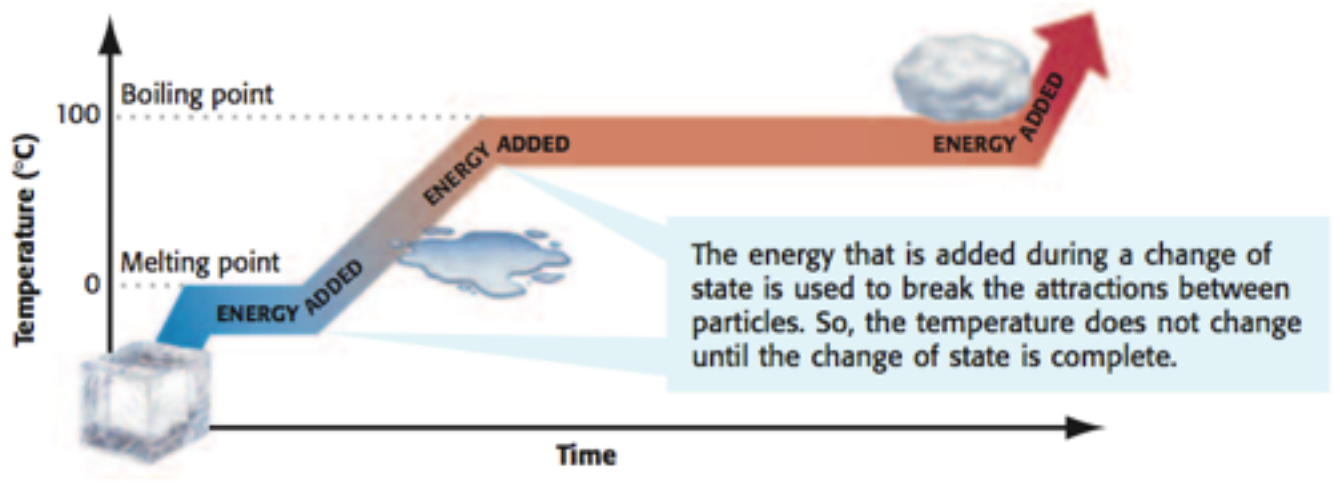 Temperature (°C)
100
Boiling point
0
Melting point
ENERGY ADDED
ENERGY ADDED
ENERGY ADDED
The energy that is added during a change of
state is used to break the attractions between
particles. So, the temperature does not change
until the change of state is complete.
Time